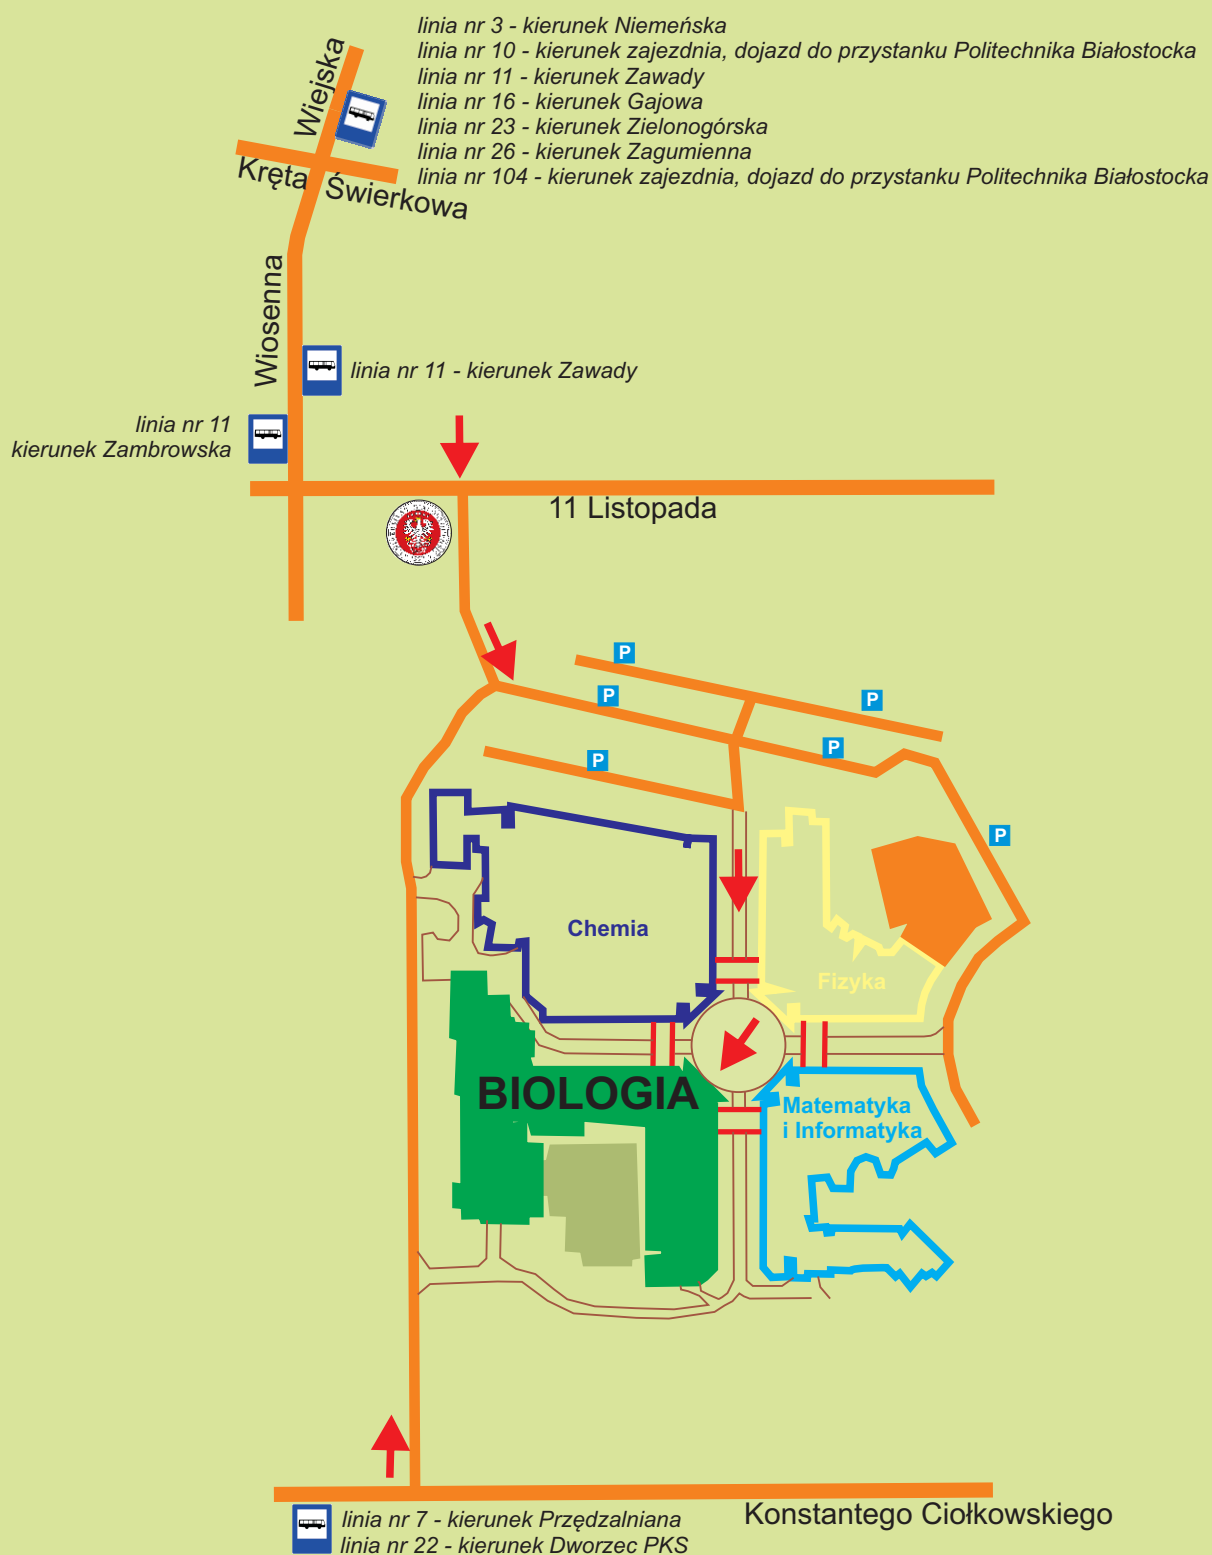 linia nr 3 - kierunek Niemeńska
linia nr 10 - kierunek zajezdnia, dojazd do przystanku Politechnika Białostocka
linia nr 11 - kierunek Zawady
linia nr 16 - kierunek Gajowa
linia nr 23 - kierunek Zielonogórska
linia nr 26 - kierunek Zagumienna
linia nr 104 - kierunek zajezdnia, dojazd do przystanku Politechnika Białostocka
Wiejska
Kręta
Świerkowa
Wiosenna
linia nr 11 - kierunek Zawady
linia nr 11
kierunek Zambrowska
11 Listopada
P
P
P
P
P
P
Chemia
Fizyka
BIOLOGIA
Matematyka
i Informatyka
Konstantego Ciołkowskiego
linia nr 7 - kierunek Przędzalniana
linia nr 22 - kierunek Dworzec PKS